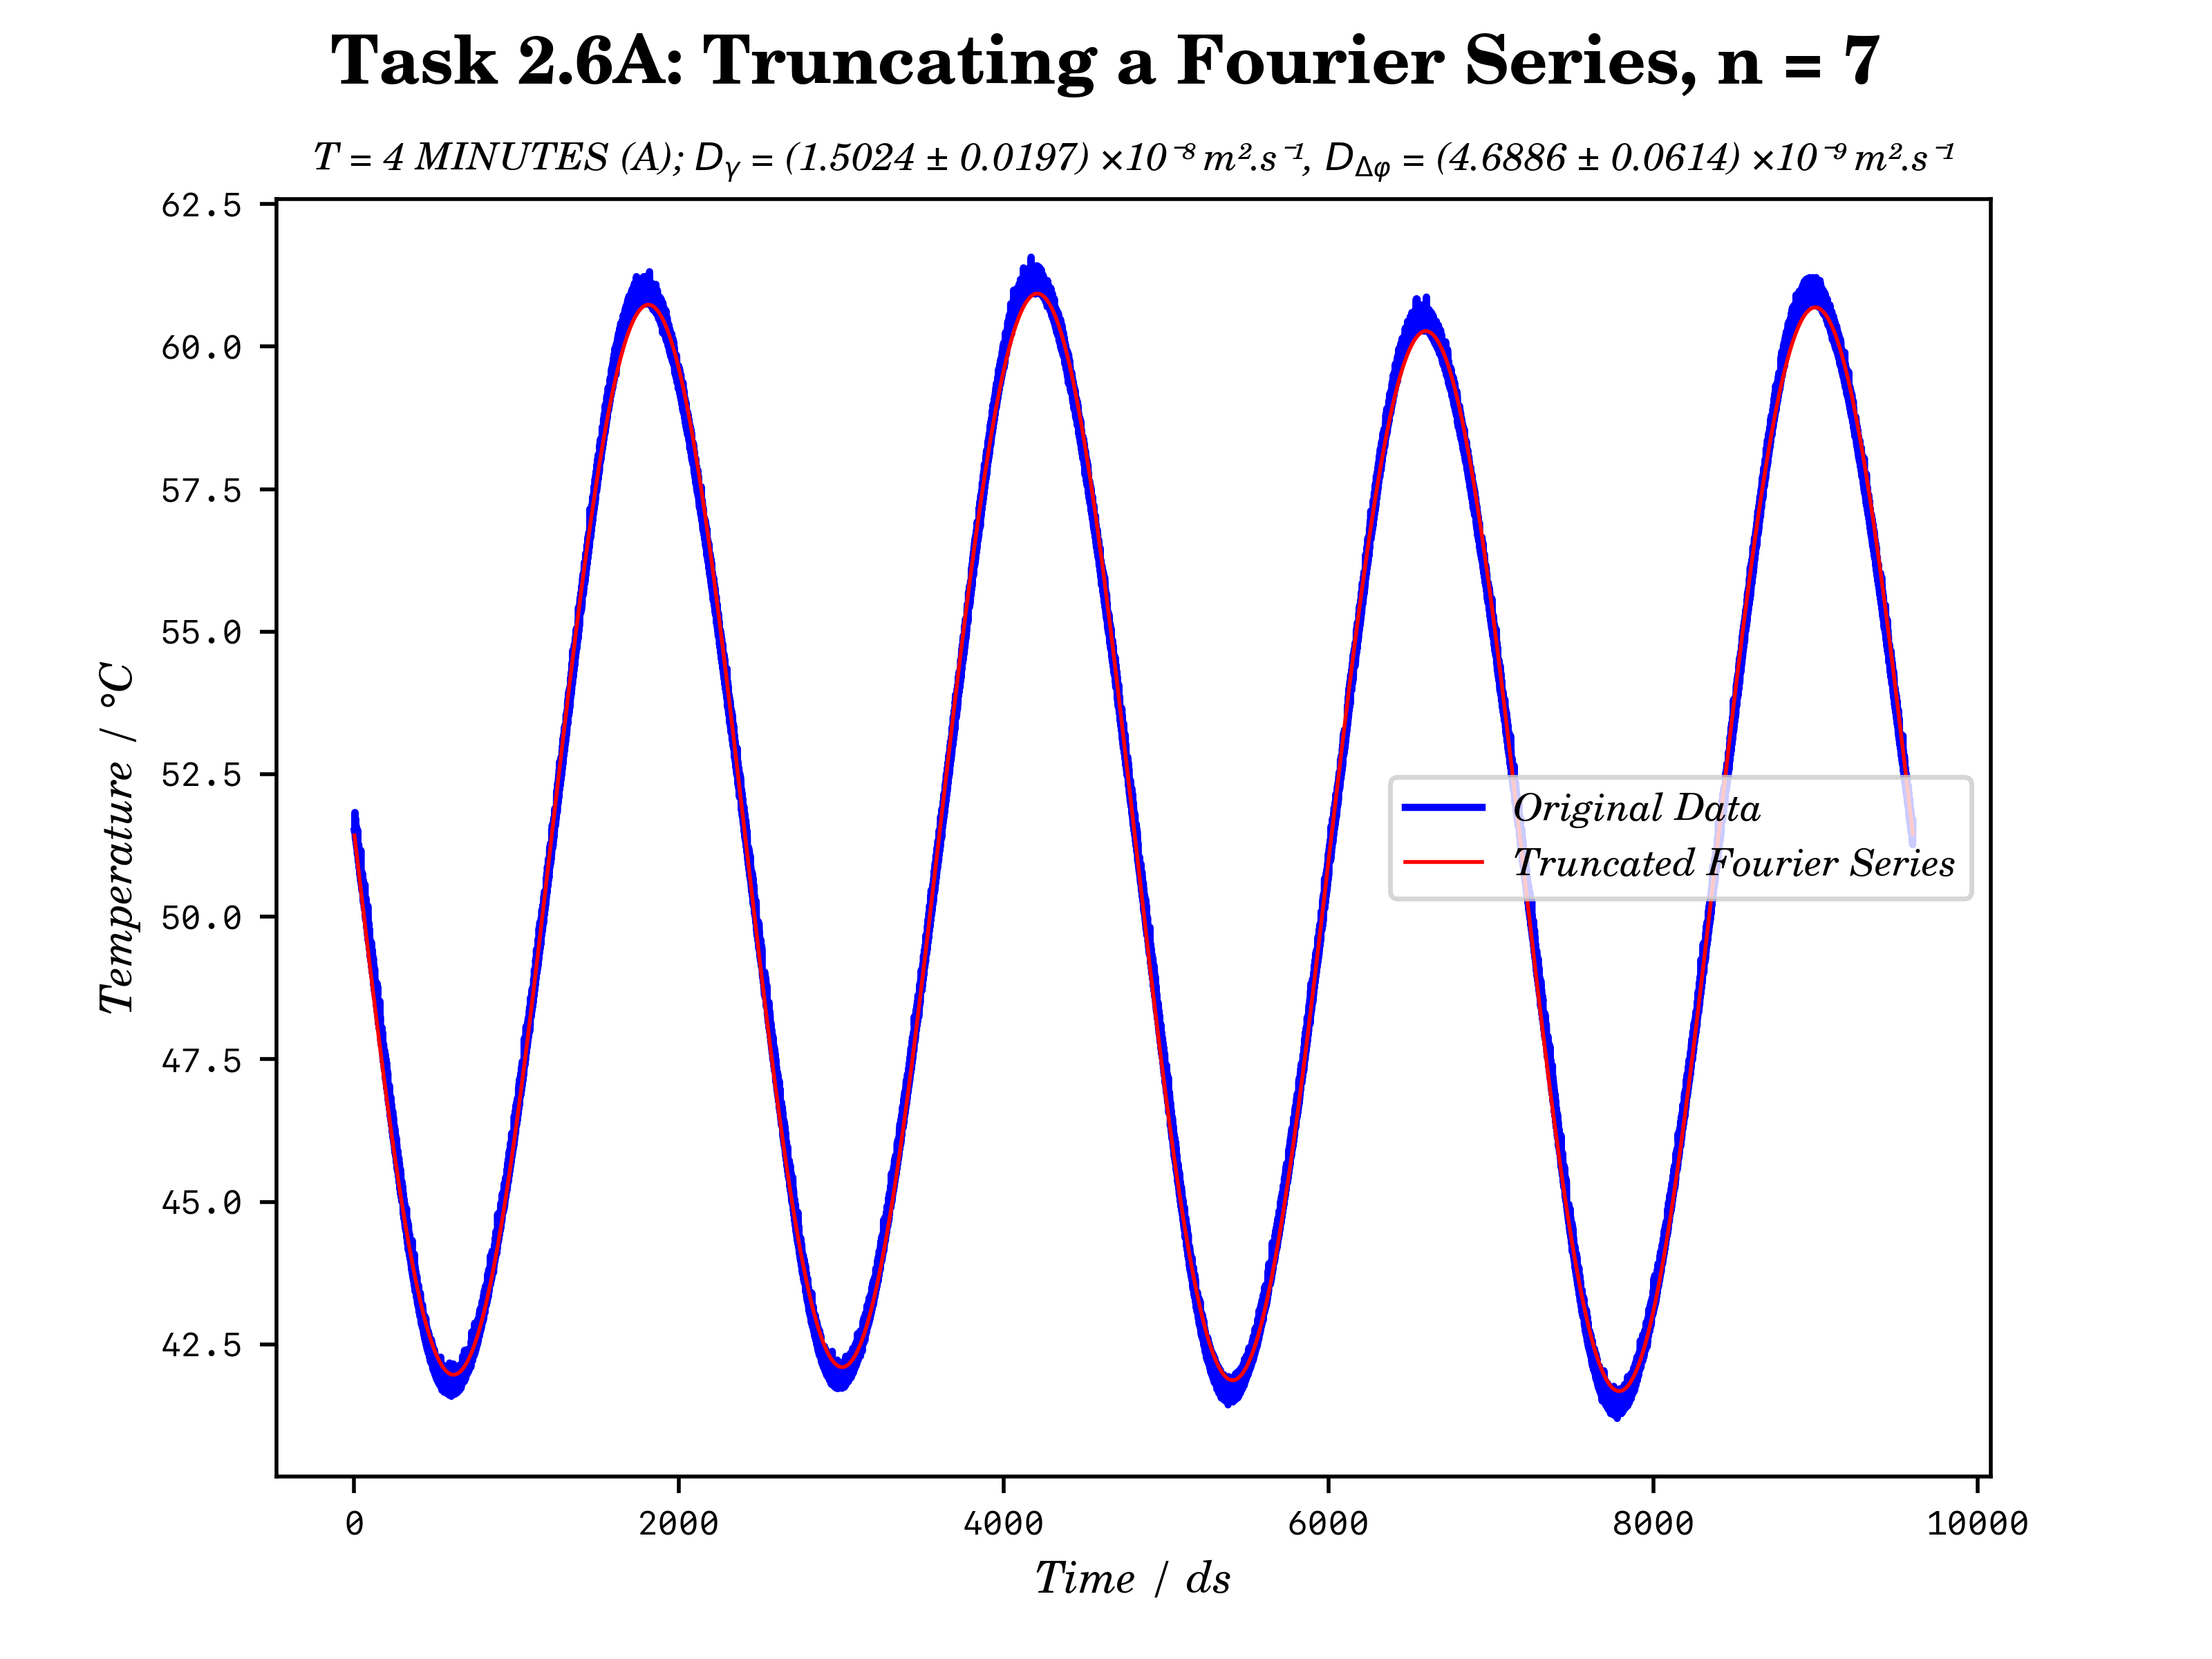 Task 2.6A: Truncating a Fourier Series, n = 7
T = 4 MINUTES (A); Dγ = (1.5024 ± 0.0197) ×10⁻⁸ m².s⁻¹, DΔφ = (4.6886 ± 0.0614) ×10⁻⁹ m².s⁻¹
62.5
60.0
57.5
55.0
52.5
50.0
47.5
45.0
42.5
Temperature / °C
Original Data
Truncated Fourier Series
0 2000 4000 6000 8000 10000
Time / ds